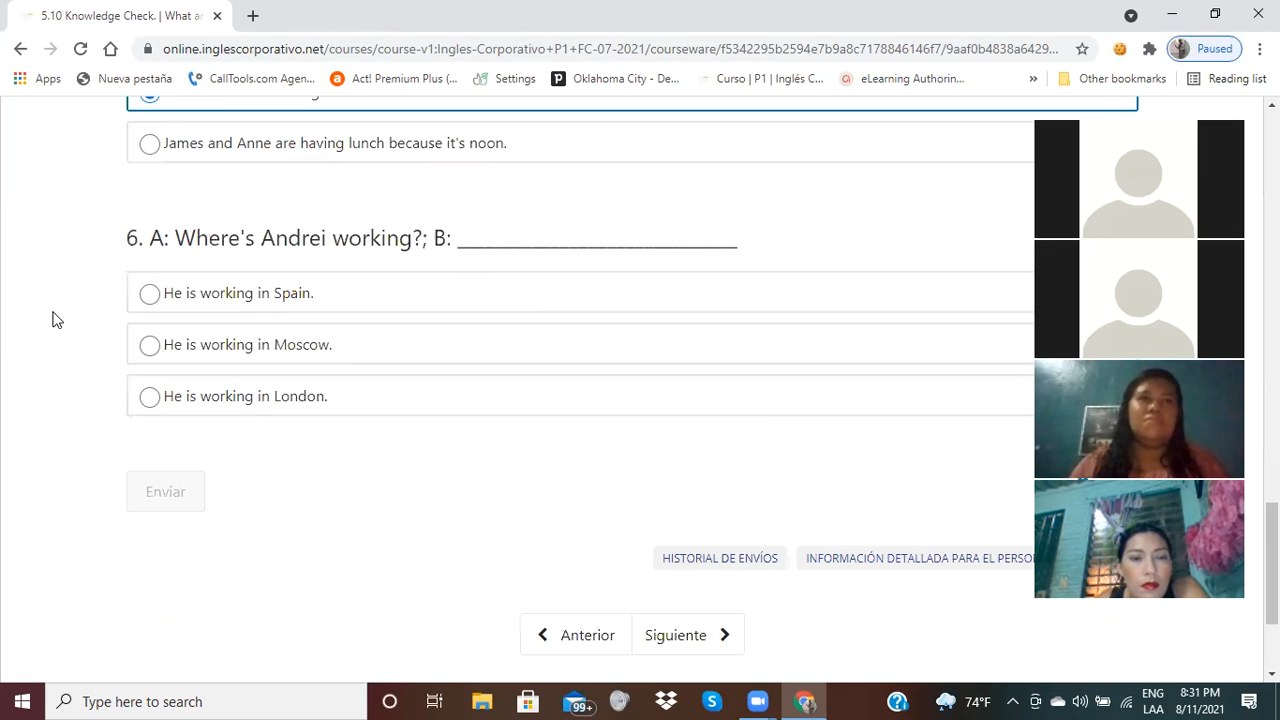 5.10 Knowledge Check. | What a
Paused
online.inglescorporativo.net/courses/course-v1:Ingles-Corporativo+P1+FC-07-2021/courseware/f5342295b2594e7b9a8c7178846146f7/9aaf0b4838a6429...
Apps
Nueva pestaña
CallTools.com Agen...
Act! Premium Plus (...
Settings
Oklahoma City - De...
Curso | P1 | Inglés C...
eLearning Authorin...
»
Other bookmarks
Reading list
James and Anne are having lunch because it's noon.
6. A: Where's Andrei working?; B: ____________________________
He is working in Spain.
He is working in Moscow.
He is working in London.
Enviar
HISTORIAL DE ENVÍOS
INFORMACIÓN DETALLADA PARA EL PERSO
Anterior
Siguiente
Type here to search
99+
74°F
ENG
LAA
8:31 PM
8/11/2021